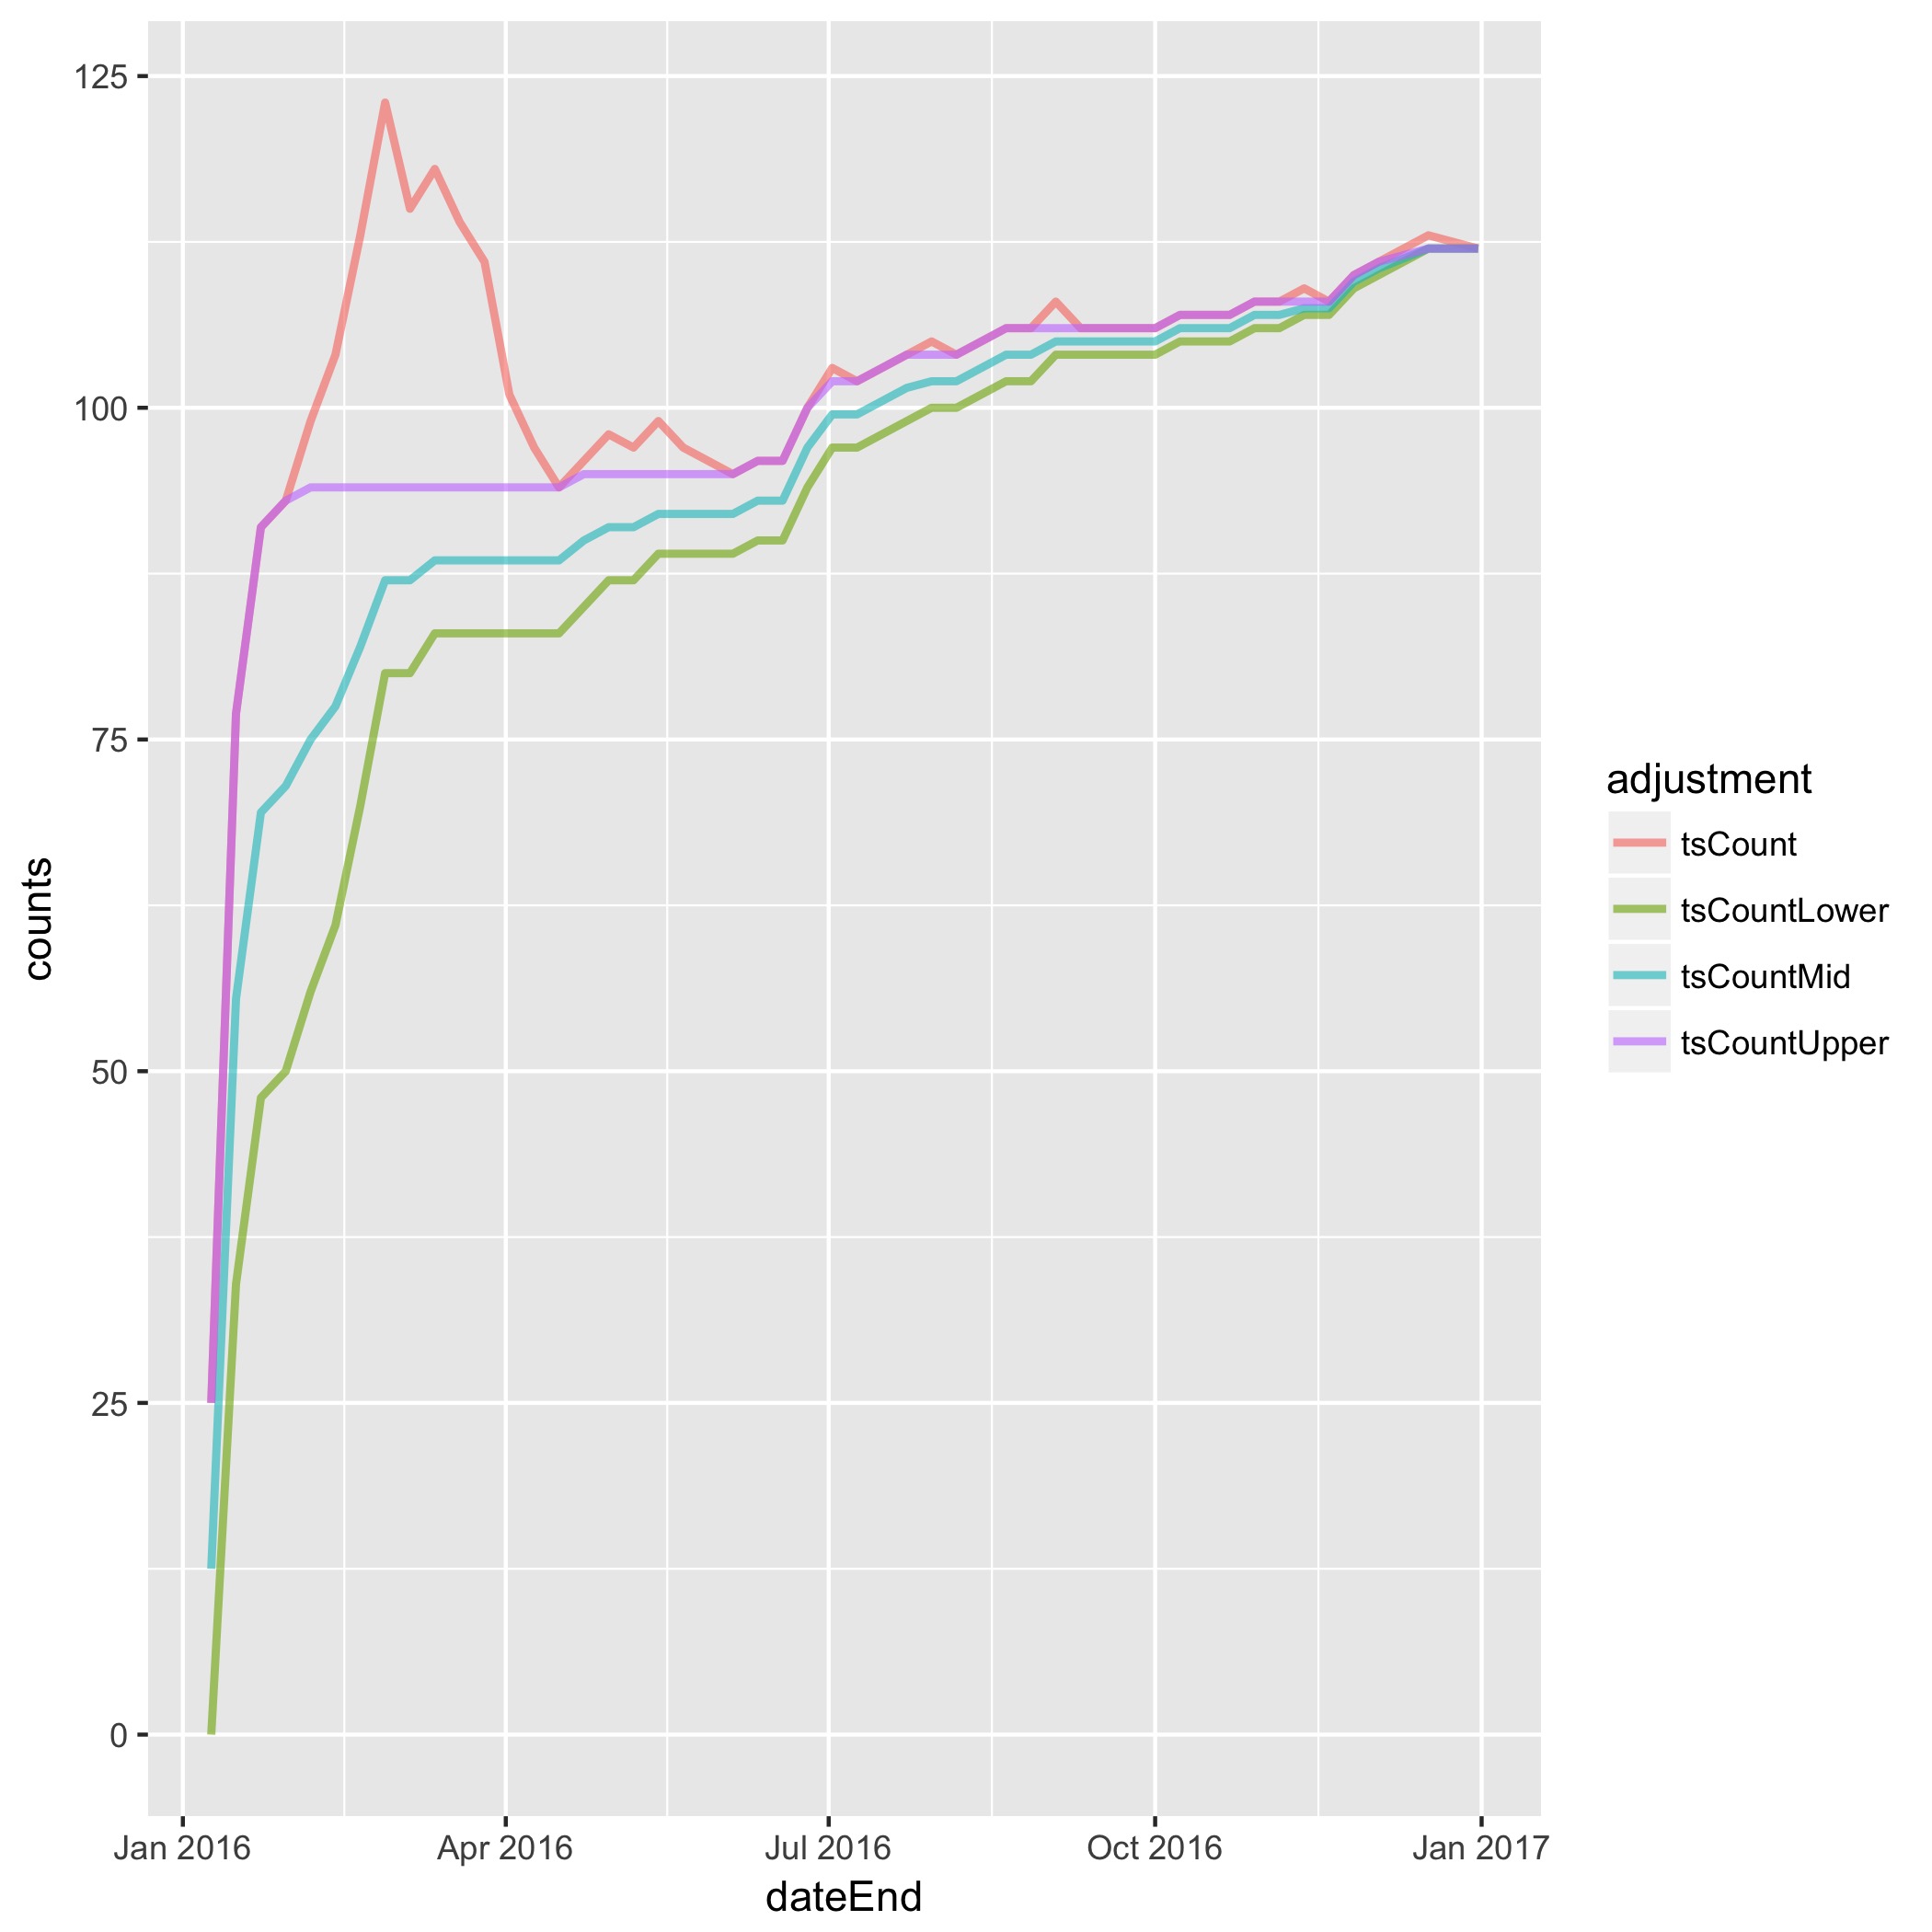 125
100
75
50
25
0
counts
Jan 2016
Apr 2016
Jul 2016
Oct 2016
Jan 2017
dateEnd
adjustment
tsCount
tsCountLower
tsCountMid
tsCountUpper